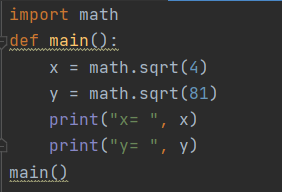 import math
def main():
    x = math.sqrt(4)
    y = math.sqrt(81)
    print("x= ", x)
    print("y= ", y)
main()